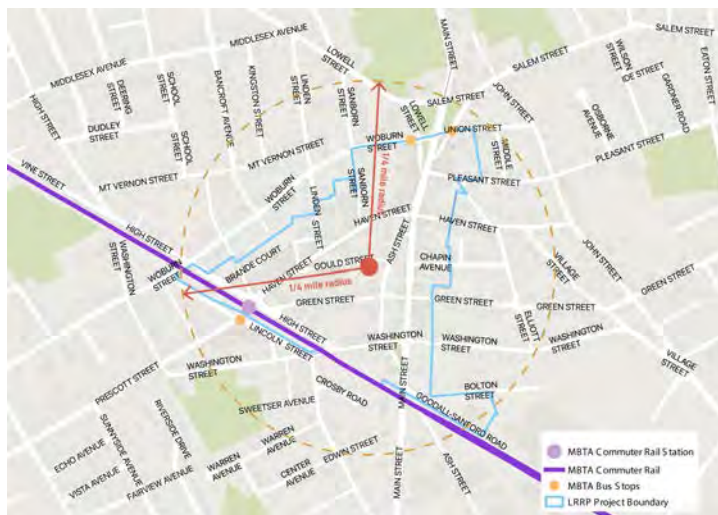 MIDDLESEX AVENUE
LOWELL
STREET
MAIN STREET
SALEM STREET
MIDDLESEX AVENUE
HIGH STREET
DEERING
STREET
SCHOOL
STREET
BANCROFT AVENUE
KINGSTON STREET
LINDEN
STREET
SANBORN
STREET
LOWELL
STREET
SALEM STREET
JOHN STREET
WILSON
STREET
IDE STREET
GARDNER ROAD
EATON STREET
OSBORNE
AVENUE
DUDLEY
STREET
SCHOOL
STREET
WOBURN
STREET
UNION STREET
MIDDLE
STREET
PLEASANT STREET
MT VERNON STREET
1/4 mile radius
PLEASANT STREET
VINE STREET
MT VERNON STREET
WOBURN
STREET
LINDEN STREET
SANBORN
STREET
HAVEN STREET
HAVEN STREET
HIGH STREET
WASHINGTON
STREET
WOBURN
STREET
BRANDE COURT
HAVEN STREET
GOULD STREET
ASH STREET
CHAPIN
AVENUE
VILLAGE
STREET
JOHN STREET
GREEN STREET
1/4 mile radius
GREEN STREET
GREEN STREET
GREEN STREET
HIGH STREET
LINCOLN STREET
ELLIOTT
STREET
WASHINGTON
STREET
WASHINGTON
STREET
WASHINGTON
STREET
VILLAGE
STREET
PRESCOTT STREET
CROSBY ROAD
MAIN STREET
BOLTON
STREET
GOODALL-SANFORD ROAD
SWEETSER AVENUE
RIVERSIDE DRIVE
SUNNYSIDE AVENUE
ECHO AVENUE
VISTA AVENUE
FAIRVIEW AVENUE
WARREN
AVENUE
WARREN
AVENUE
CENTER
AVENUE
EDWIN STREET
MAIN STREET
ASH STREET
MBTA Commuter Rail Station
MBTA Commuter Rail
MBTA Bus Stops
LRRP Project Boundary